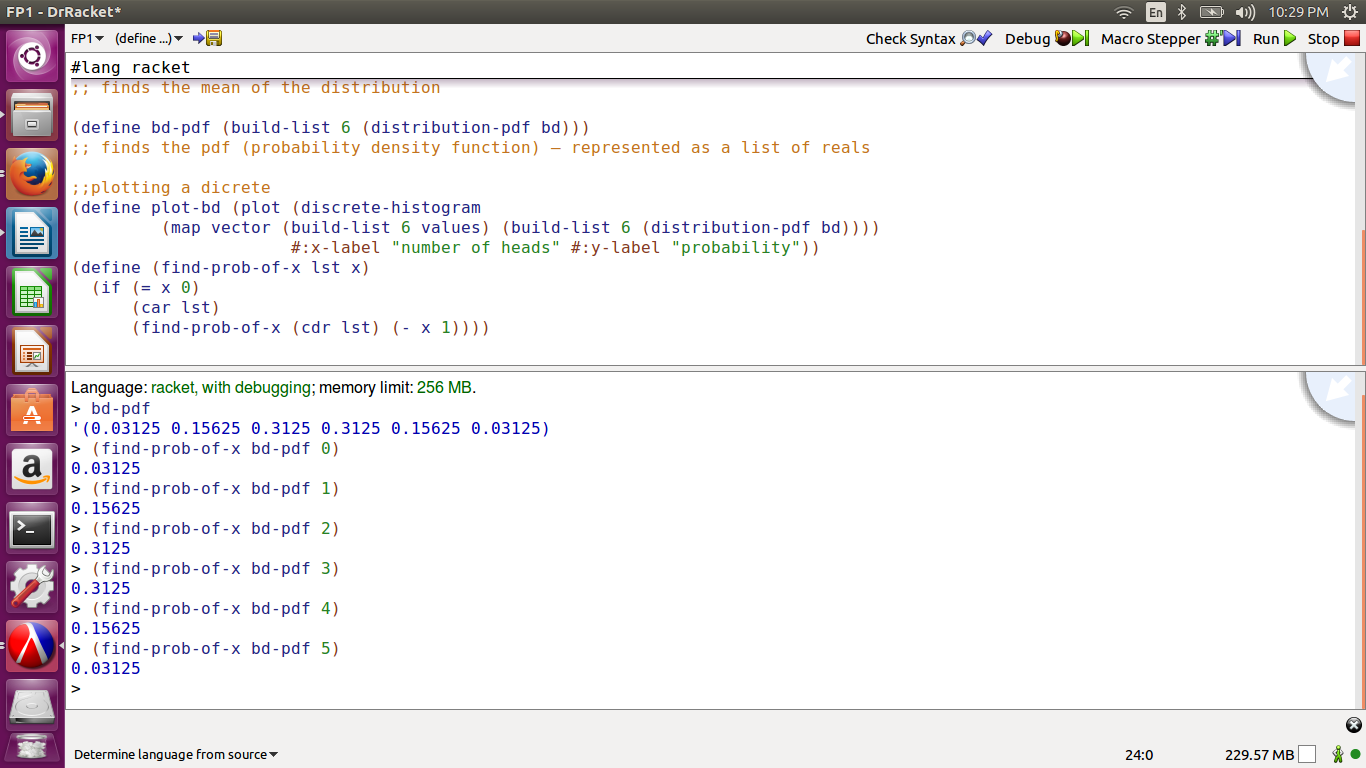 FP1 - DrRacket*
En
10:29 PM
FP1 (define ...)
Check Syntax Debug Macro Stepper Run Stop
#lang racket
;; finds the mean of the distribution
(define bd-pdf (build-list 6 (distribution-pdf bd)))
;; finds the pdf (probability density function) – represented as a list of reals
;;plotting a dicrete
(define plot-bd (plot (discrete-histogram
(map vector (build-list 6 values) (build-list 6 (distribution-pdf bd))))
#:x-label "number of heads" #:y-label "probability"))
(define (find-prob-of-x lst x)
(if (= x 0)
(car lst)
(find-prob-of-x (cdr lst) (- x 1))))
Language: racket, with debugging; memory limit: 256 MB.
> bd-pdf
'(0.03125 0.15625 0.3125 0.3125 0.15625 0.03125)
> (find-prob-of-x bd-pdf 0)
0.03125
> (find-prob-of-x bd-pdf 1)
0.15625
> (find-prob-of-x bd-pdf 2)
0.3125
> (find-prob-of-x bd-pdf 3)
0.3125
> (find-prob-of-x bd-pdf 4)
0.15625
> (find-prob-of-x bd-pdf 5)
0.03125
>
Determine language from source
24:0
229.57 MB